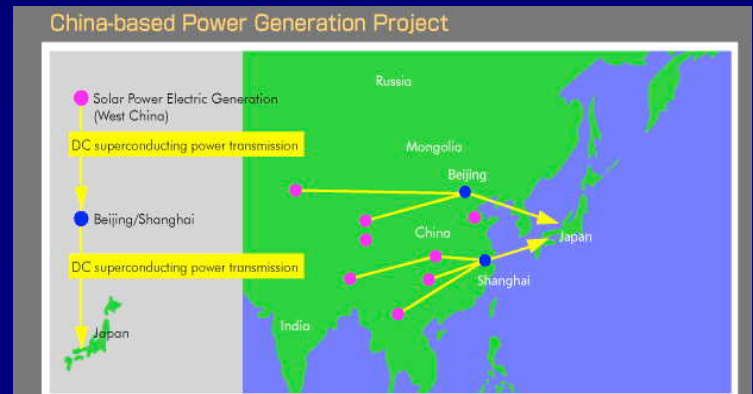 China-based Power Generation Project
Solar Power Electric Generation
(West China)
DC superconducting power transmission
Beijing/Shanghai
DC superconducting power transmission
Japan
Russia
Mongolia
Beijing
China
Japan
Shanghai
India